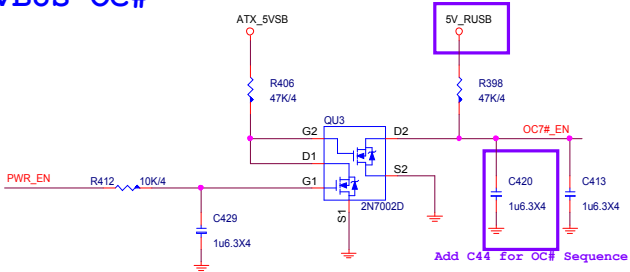 VBUS OC#
ATX_5VSB
5V_RUSB
R406
47K/4
R398
47K/4
QU3
G2
D2
OC7#_EN
D1
S2
PWR_EN
R412
10K/4
G1
C420
C413
S1
2N7002D
1u6.3X4
1u6.3X4
C429
1u6.3X4
Add C44 for OC# Sequence